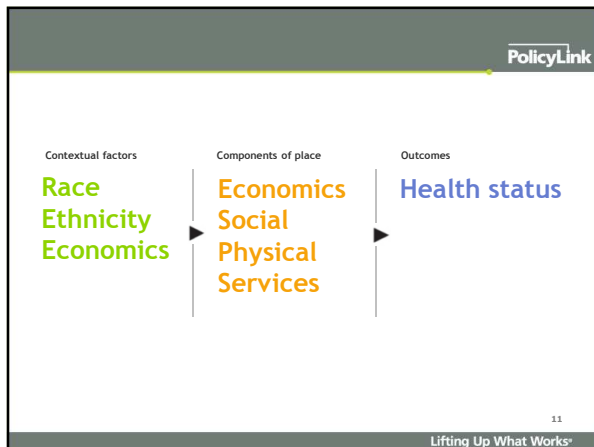 PolicyLink
Contextual factors
Race
Ethnicity
Economics
Components of place
Economics
Social
Physical
Services
Outcomes
Health status
11
Lifting Up What Works®